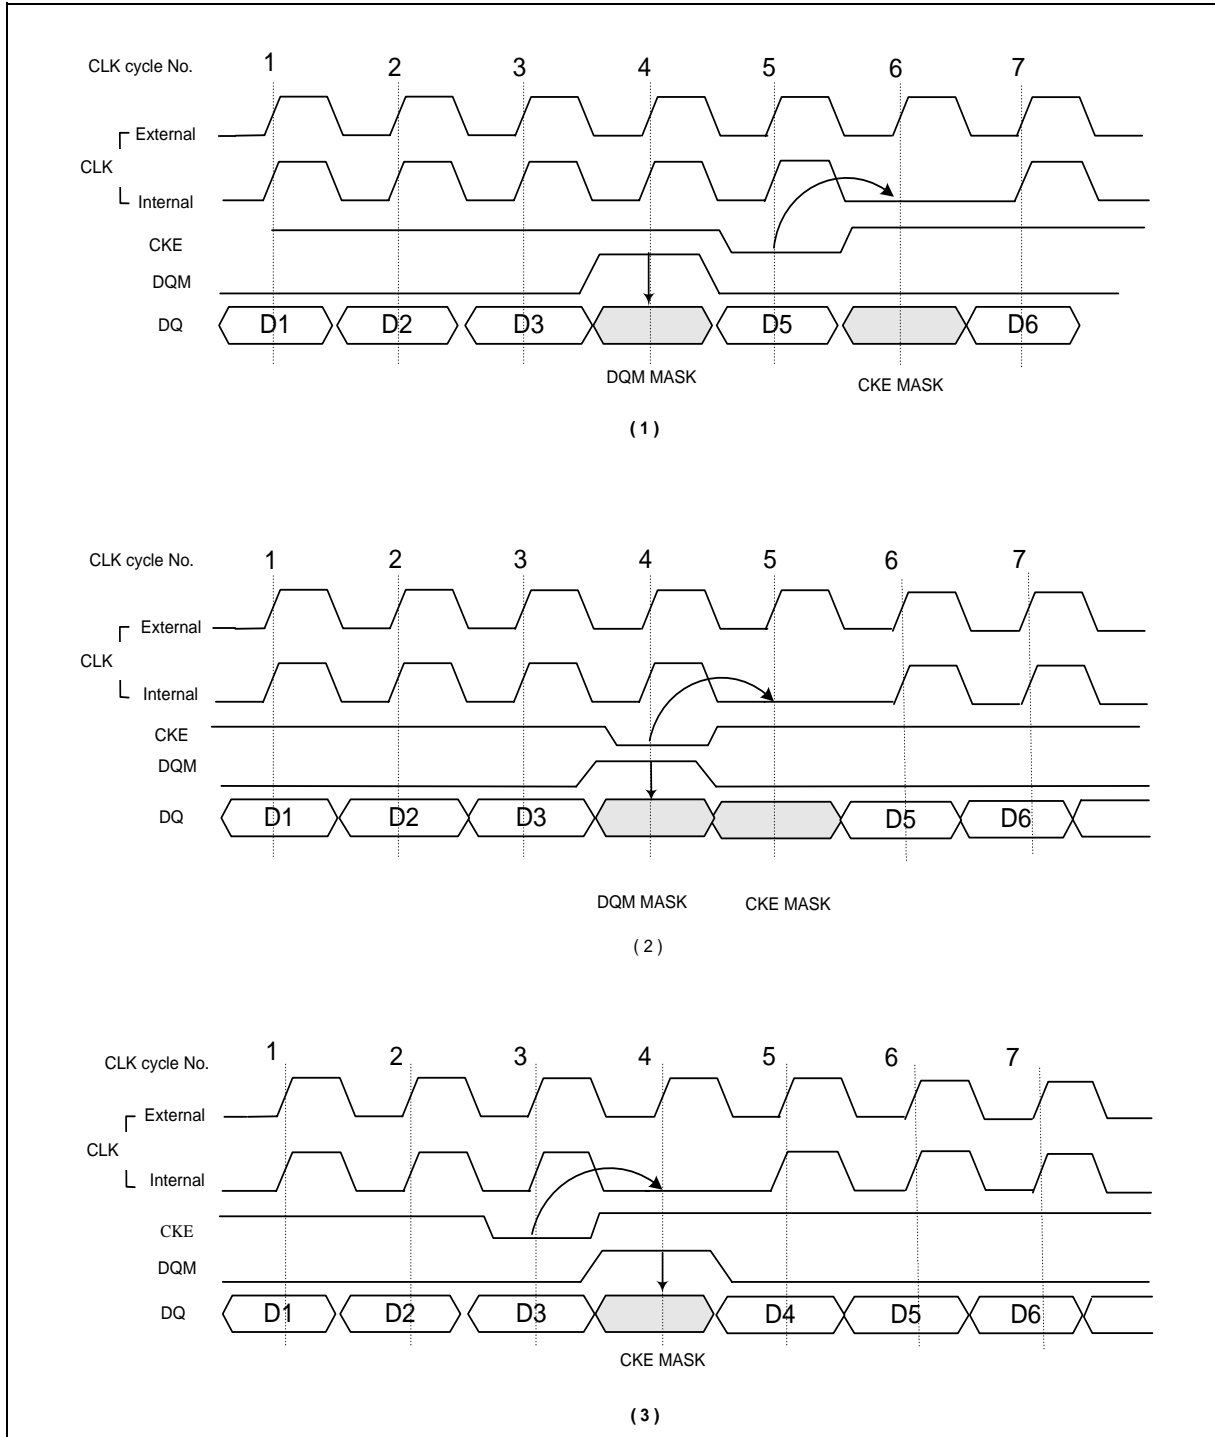 CLK cycle No. 1 2 3 4 5 6 7
External
CLK
Internal
CKE
DQM
DQ D1 D2 D3 D5 D6
DQM MASK CKE MASK
( 1 )
CLK cycle No. 1 2 3 4 5 6 7
External
CLK
Internal
CKE
DQM
DQ D1 D2 D3 D5 D6
DQM MASK CKE MASK
( 2 )
CLK cycle No. 1 2 3 4 5 6 7
External
CLK
Internal
CKE
DQM
DQ D1 D2 D3 D4 D5 D6
CKE MASK
( 3 )